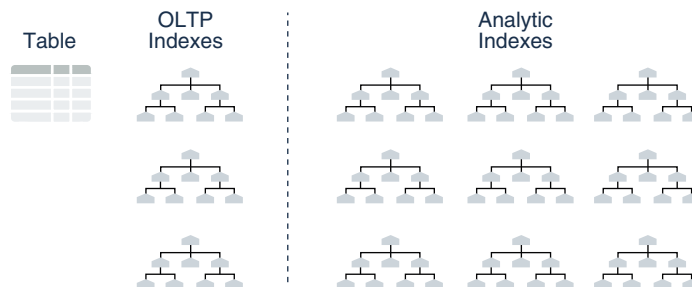 Table
OLTP
Indexes
Analytic
Indexes